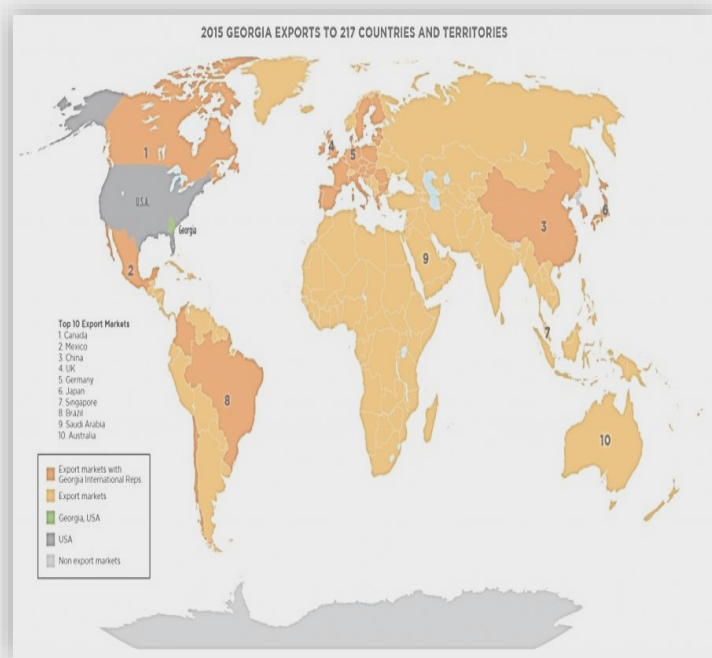 2015 GEORGIA EXPORTS TO 217 COUNTRIES AND TERRITORIES
1
U.S.A.
Georgia
2
4
5
3
6
9
7
8
10
Top 10 Export Markets
1. Canada
2. Mexico
3. China
4. UK
5. Germany
6. Japan
7. Singapore
8. Brazil
9. Saudi Arabia
10. Australia
Export markets with
Georgia International Reps.
Export markets
Georgia, USA
USA
Non export markets